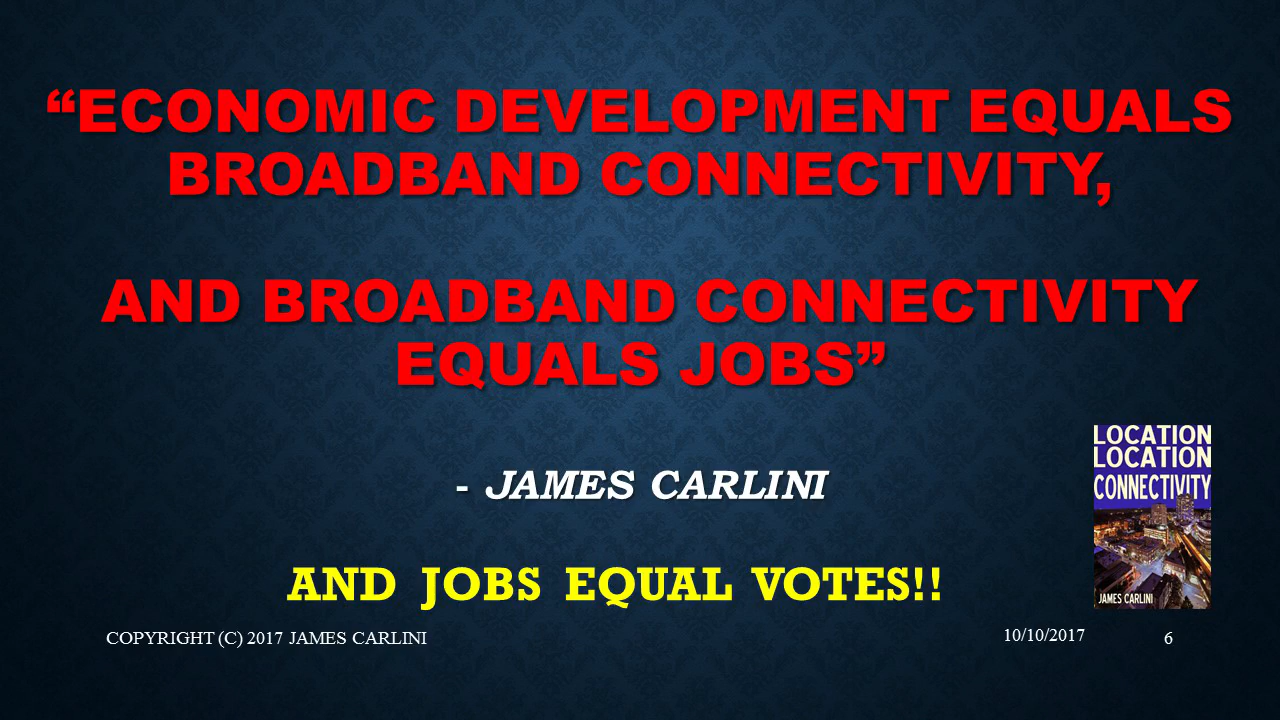 “ECONOMIC DEVELOPMENT EQUALS
BROADBAND CONNECTIVITY,
AND BROADBAND CONNECTIVITY
EQUALS JOBS”
- JAMES CARLINI
AND JOBS EQUAL VOTES!!
LOCATION
LOCATION
CONNECTIVITY
JAMES CARLINI
COPYRIGHT (C) 2017 JAMES CARLINI
10/10/2017
6